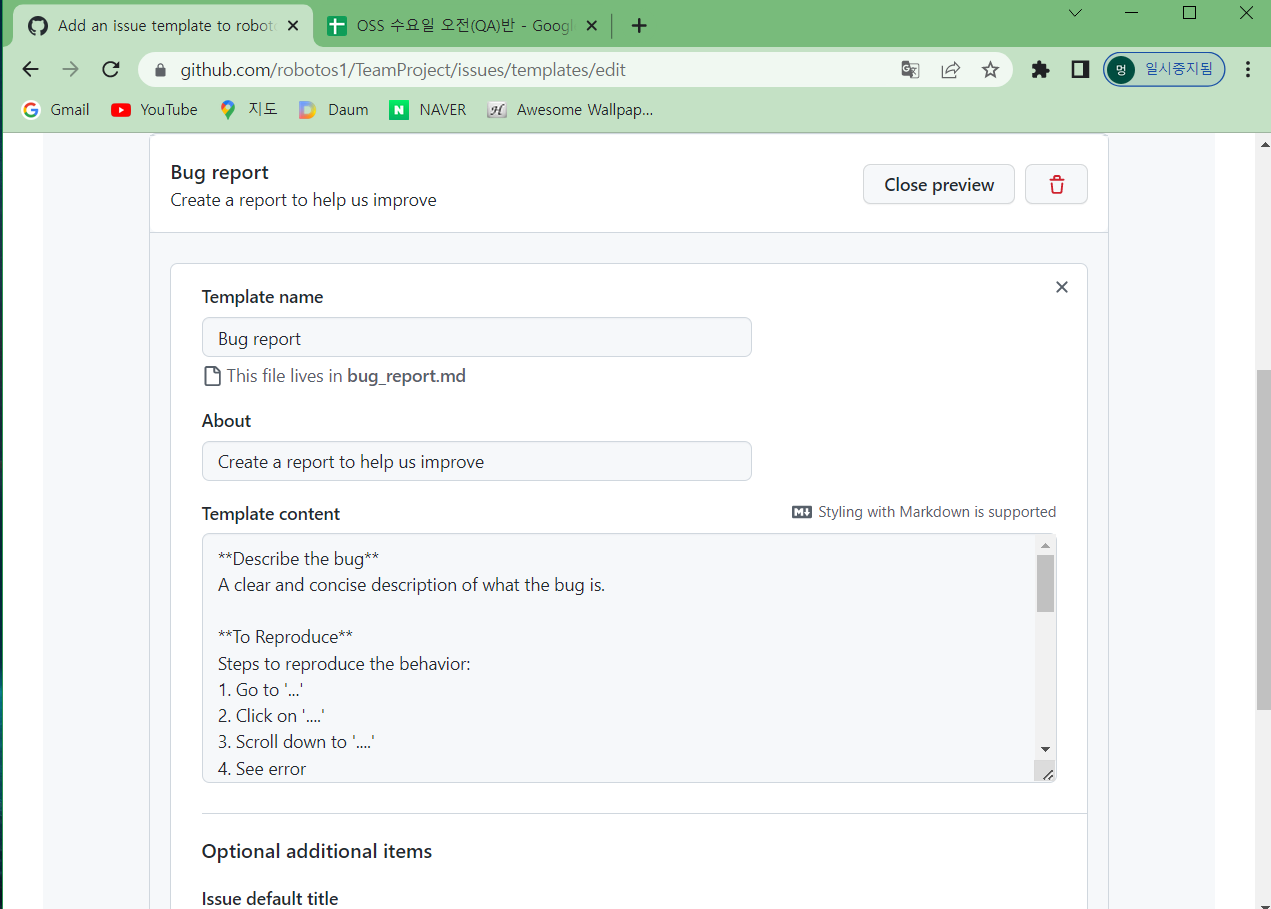 Add an issue template to roboto
OSS 수요일 오전(QA)반 - Googl
github.com/robotos1/TeamProject/issues/templates/edit
멍 일시중지됨
Gmail YouTube 지도 Daum NAVER Awesome Wallpap...
Bug report
Create a report to help us improve
Close preview
Template name
Bug report
This file lives in bug_report.md
About
Create a report to help us improve
Template content
Styling with Markdown is supported
**Describe the bug**
A clear and concise description of what the bug is.
**To Reproduce**
Steps to reproduce the behavior:
1. Go to '...'
2. Click on '....'
3. Scroll down to '....'
4. See error
Optional additional items
Issue default title